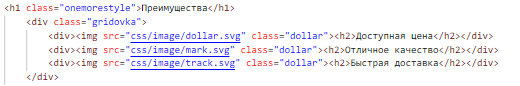 <h1 class="onemorestyle">Преимущества</h1>
<div class="gridovka">
<div><img src="css/image/dollar.svg" class="dollar"><h2>Доступная цена</h2></div>
<div><img src="css/image/mark.svg" class="dollar"><h2>Отличное качество</h2></div>
<div><img src="css/image/track.svg" class="dollar"><h2>Быстрая доставка</h2></div>
</div>